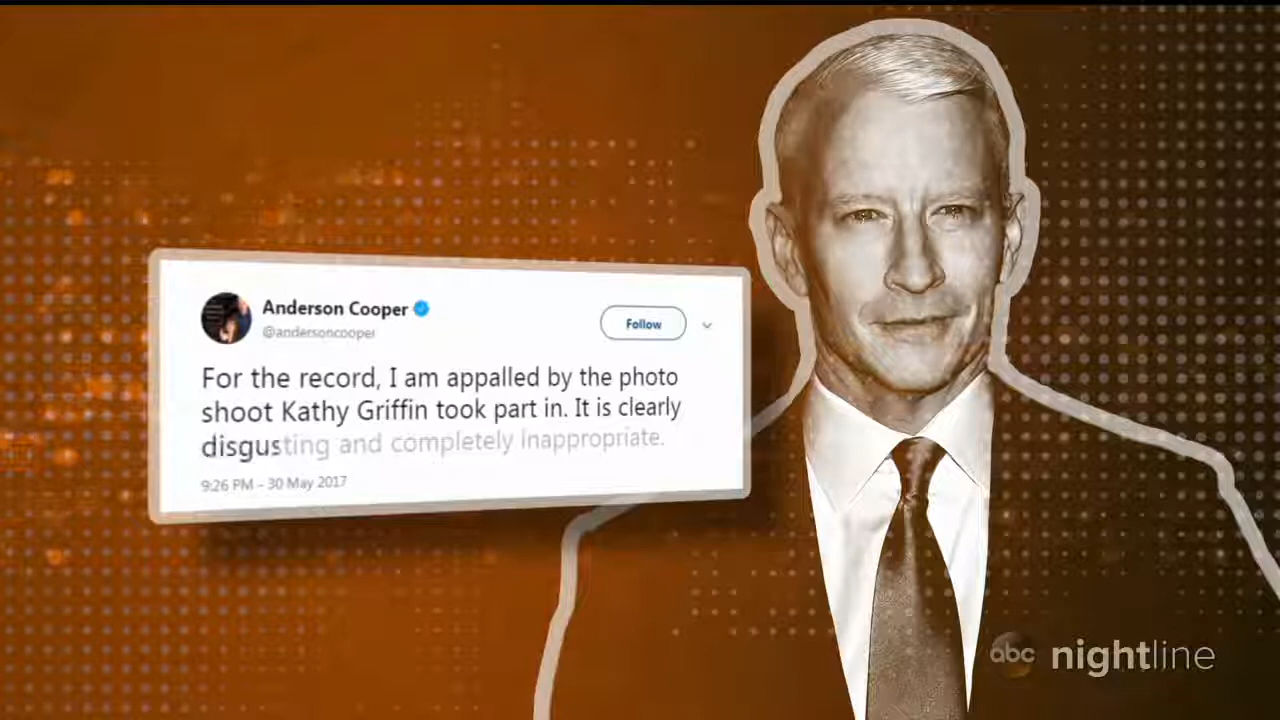 Anderson Cooper
@andersoncooper
Follow
For the record, I am appalled by the photo
shoot Kathy Griffin took part in. It is clearly
disgusting and completely inappropriate.
9:26 PM - 30 May 2017
abc nightline